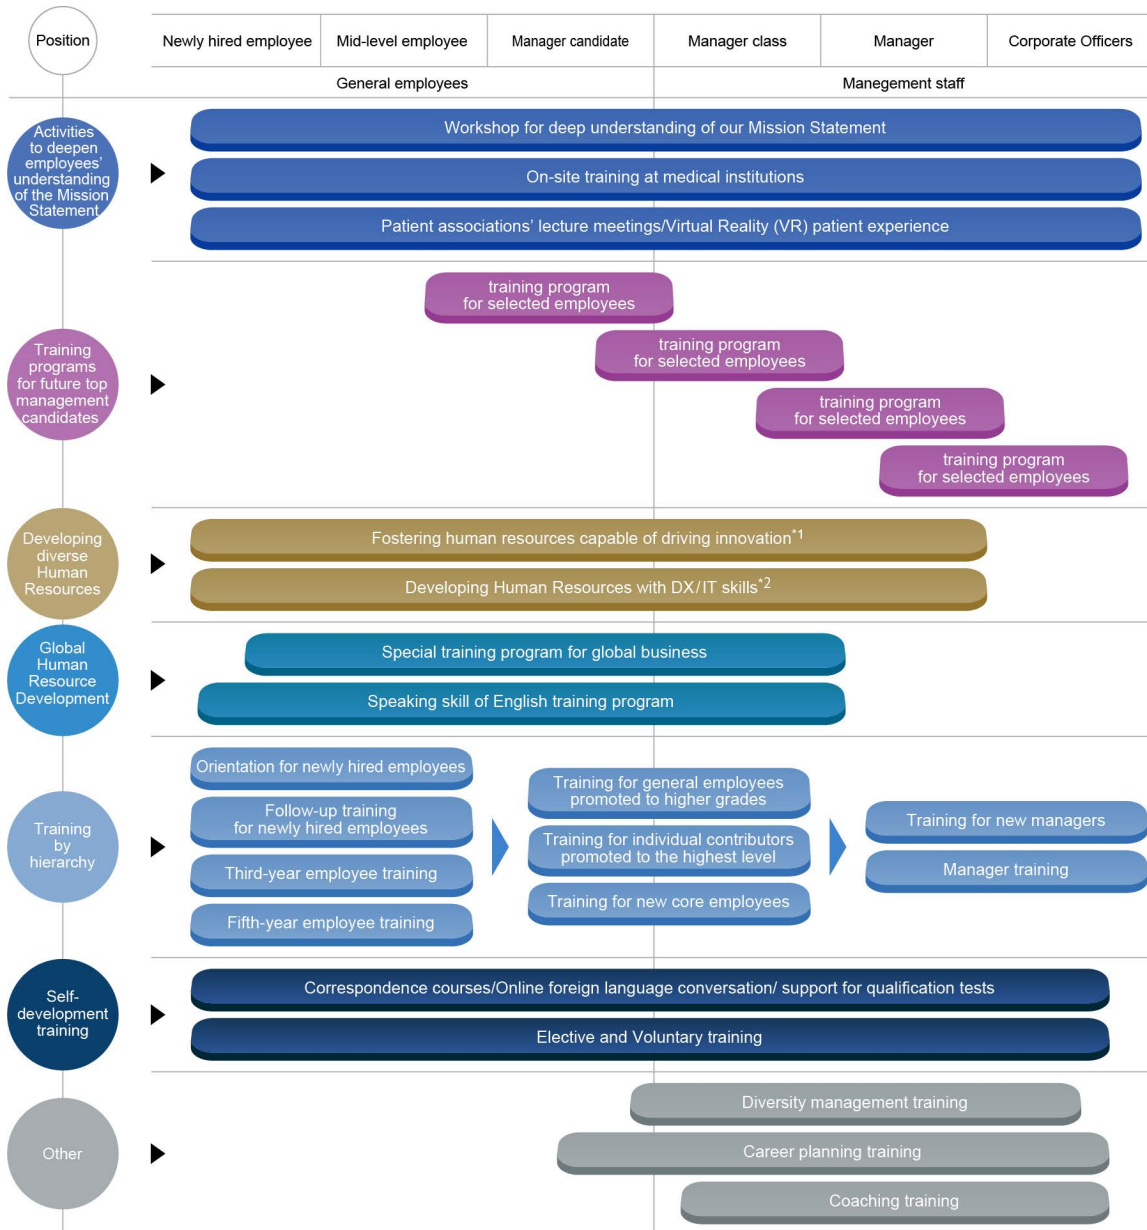 Position
Newly hired employee
Mid-level employee
Manager candidate
Manager class
Manager
Corporate Officers
General employees
Manegement staff
Activities
to deepen
employees’
understanding
of the Mission
Statement
Workshop for deep understanding of our Mission Statement
On-site training at medical institutions
Patient associations’ lecture meetings/Virtual Reality (VR) patient experience
Training
programs
for future top
management
candidates
training program
for selected employees
training program
for selected employees
training program
for selected employees
training program
for selected employees
Developing
diverse
Human
Resources
Fostering human resources capable of driving innovation*1
Developing Human Resources with DX/IT skills*2
Global
Human
Resource
Development
Special training program for global business
Speaking skill of English training program
Training
by
hierarchy
Orientation for newly hired employees
Follow-up training
for newly hired employees
Third-year employee training
Fifth-year employee training
Training for general employees
promoted to higher grades
Training for individual contributors
promoted to the highest level
Training for new core employees
Training for new managers
Manager training
Self-
development
training
Correspondence courses/Online foreign language conversation/ support for qualification tests
Elective and Voluntary training
Other
Diversity management training
Career planning training
Coaching training